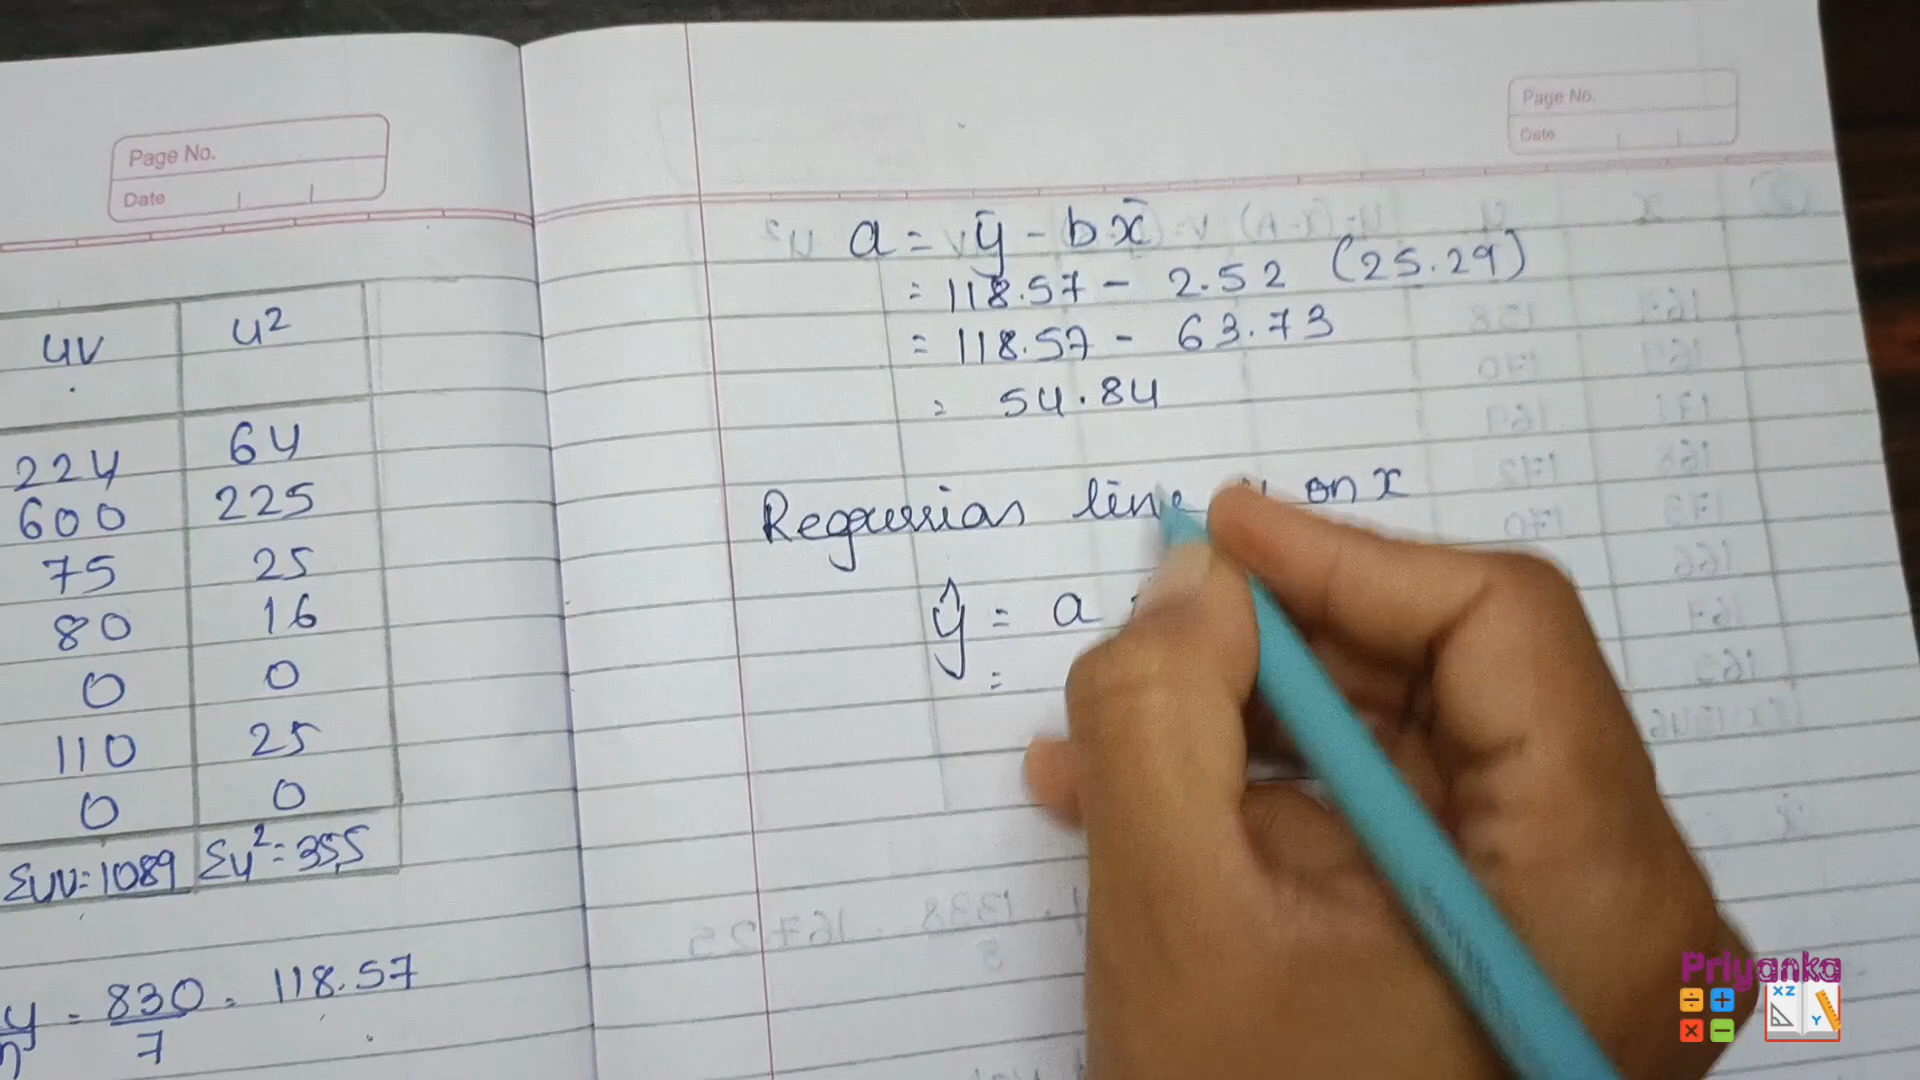 Page No.
Date
uv u²
224 64
600 225
75 25
80 16
0 0
110 25
0 0
Σuv=1089 Σu²=355
y/n = 830/7 = 118.57
Page No.
Date
a = ȳ - b x̄
= 118.57 - 2.52 (25.29)
= 118.57 - 63.73
= 54.84
Regression line y on x
ŷ = a
=
Priyanka
XZ
Y